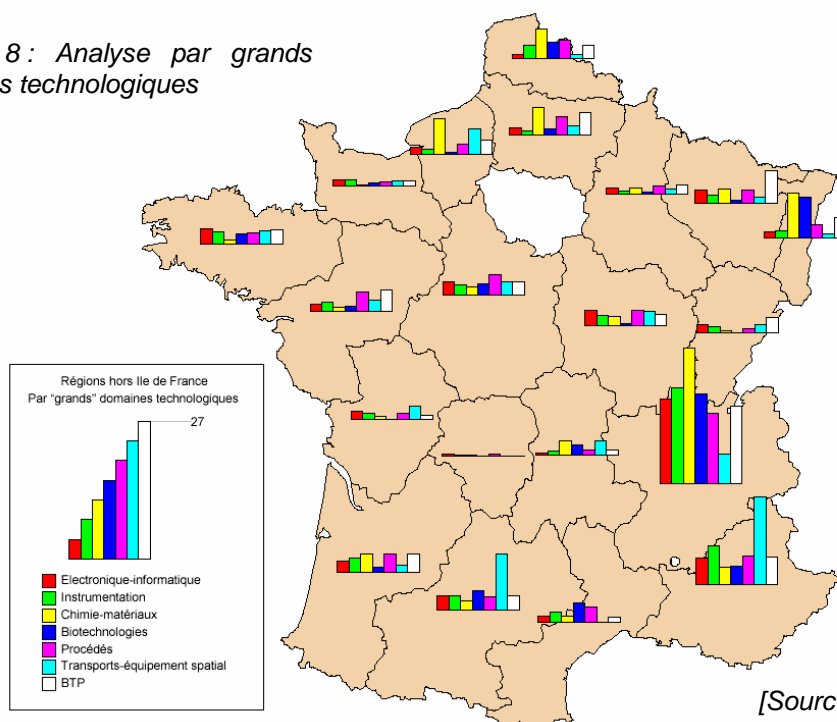 8 : Analyse par grands
s technologiques
Régions hors Ile de France
Par "grands" domaines technologiques
27
Electronique-informatique
Instrumentation
Chimie-matériaux
Biotechnologies
Procédés
Transports-équipement spatial
BTP
[Sourc